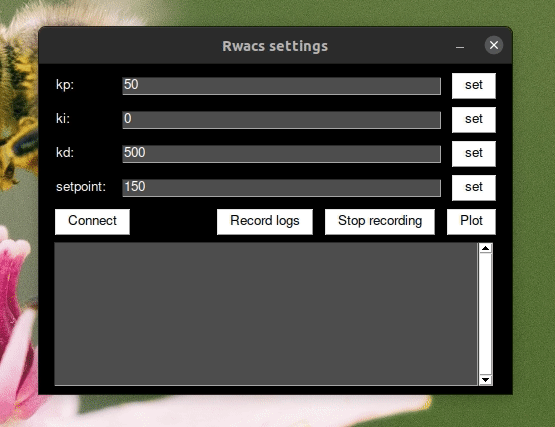 Rwacs settings
kp: 50 set
ki: 0 set
kd: 500 set
setpoint: 150 set
Connect Record logs Stop recording Plot